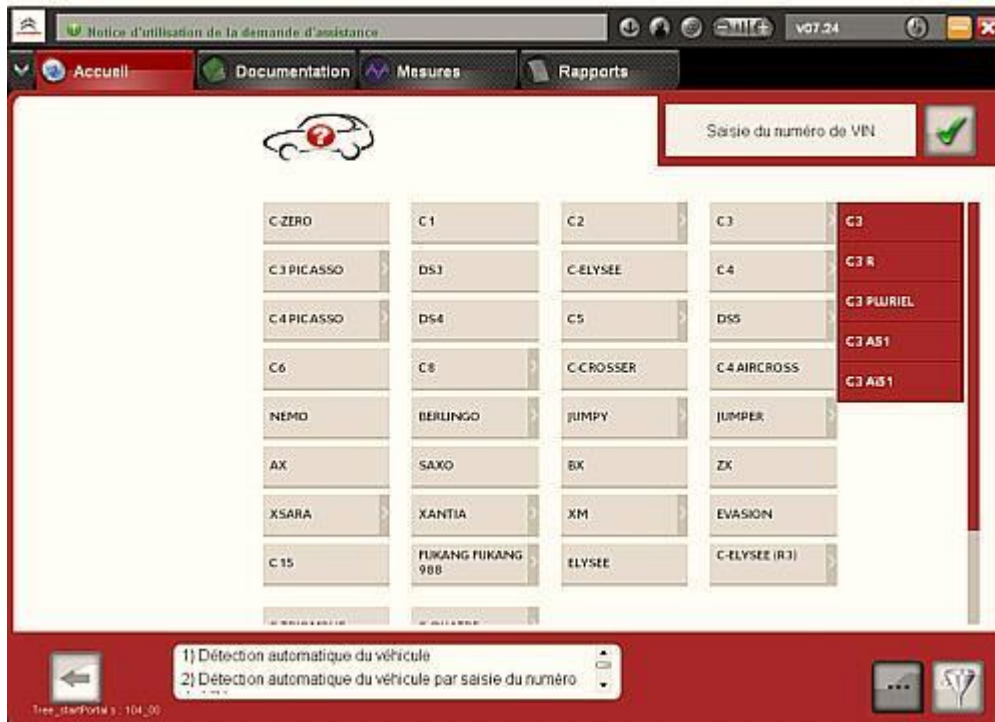 Notice d'utilisation de la demande d'assistance
v07.24
Accueil
Documentation
Mesures
Rapports
Saisie du numéro de VIN
C-ZERO
C1
C2
C3
C3
C3 R
C3 PLURIEL
C3 A51
C3 Ai51
C3 PICASSO
DS3
C-ELYSEE
C4
C4 PICASSO
DS4
C5
DS5
C6
C8
C-CROSSER
C4 AIRCROSS
NEMO
BERLINGO
JUMPY
JUMPER
AX
SAXO
BX
ZX
XSARA
XANTIA
XM
EVASION
C 15
FUKANG FUKANG
988
ELYSEE
C-ELYSEE (R3)
1) Détection automatique du véhicule
2) Détection automatique du véhicule par saisie du numéro
Tree_startPortal s : 104_00
...